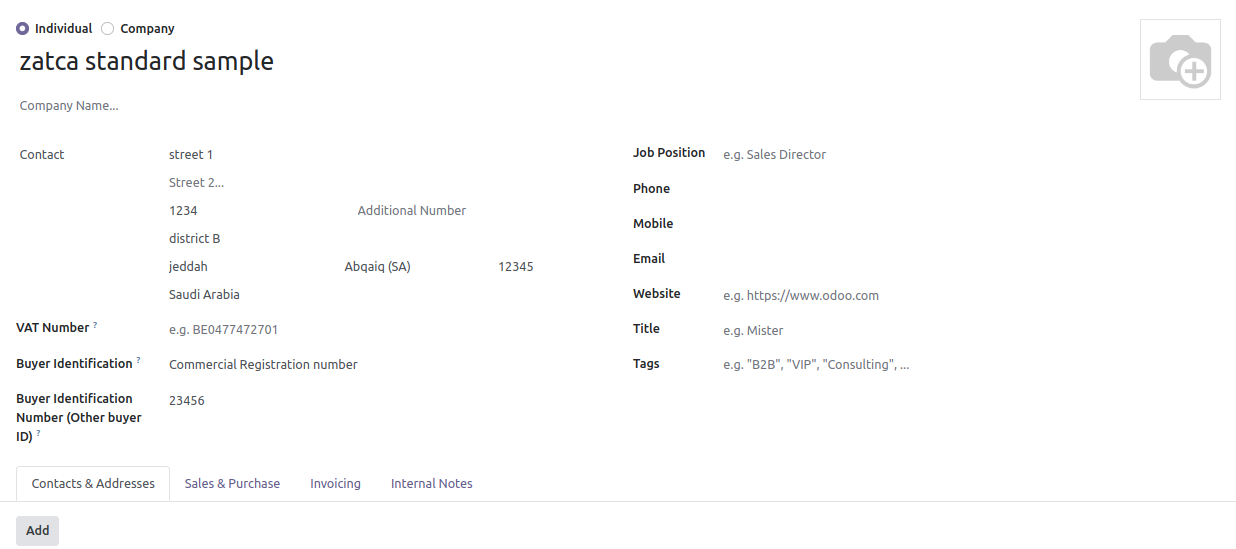 Individual Company
zatca standard sample
Company Name...
Contact street 1
Street 2...
1234 Additional Number
district B
jeddah Abqaiq (SA) 12345
Saudi Arabia
VAT Number ? e.g. BE0477472701
Buyer Identification ? Commercial Registration number
Buyer Identification
Number (Other buyer
ID) ?
23456
Job Position e.g. Sales Director
Phone
Mobile
Email
Website e.g. https://www.odoo.com
Title e.g. Mister
Tags e.g. "B2B", "VIP", "Consulting", ...
Contacts & Addresses Sales & Purchase Invoicing Internal Notes
Add